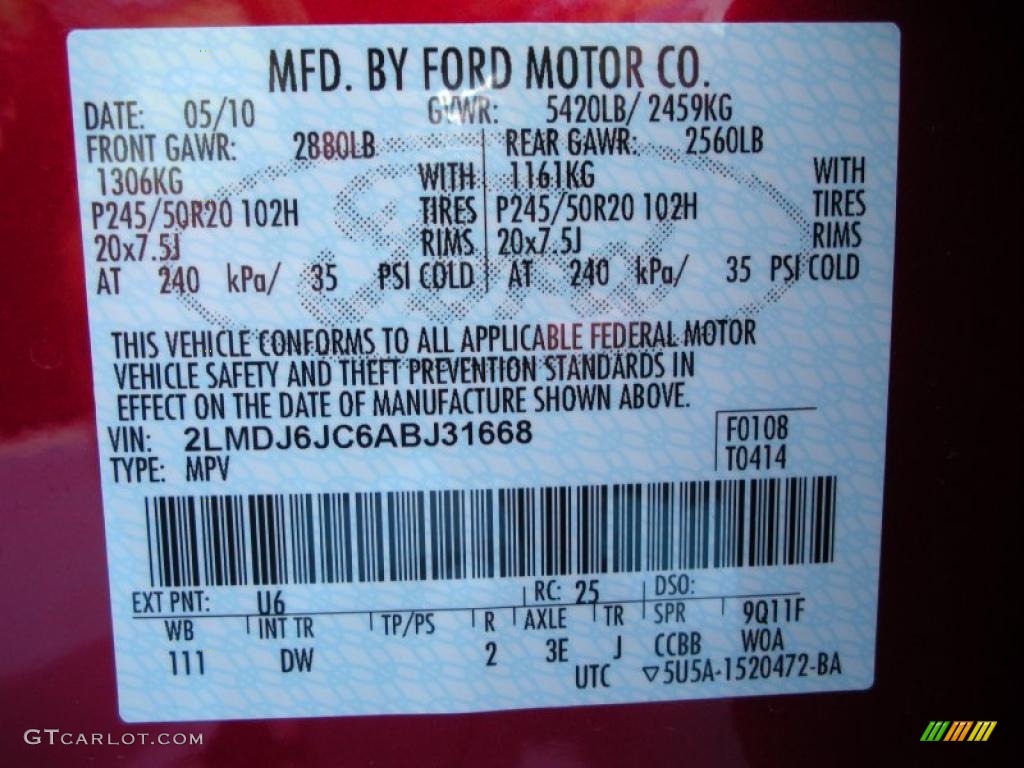 MFD. BY FORD MOTOR CO.
DATE: 05/10 GVWR: 5420LB/ 2459KG
FRONT GAWR: 2880LB REAR GAWR: 2560LB
1306KG WITH 1161KG WITH
P245/50R20 102H TIRES P245/50R20 102H TIRES
20x7.5J RIMS 20x7.5J RIMS
AT 240 kPa/ 35 PSI COLD AT 240 kPa/ 35 PSI COLD
THIS VEHICLE CONFORMS TO ALL APPLICABLE FEDERAL MOTOR
VEHICLE SAFETY AND THEFT PREVENTION STANDARDS IN
EFFECT ON THE DATE OF MANUFACTURE SHOWN ABOVE.
VIN: 2LMDJ6JC6ABJ31668 F0108
TYPE: MPV T0414
EXT PNT: U6 RC: 25 DSO:
WB INT TR TP/PS R AXLE TR SPR 9Q11F
111 DW 2 3E J CCBB WOA
UTC ▽5U5A-1520472-BA
GTCARLOT.COM